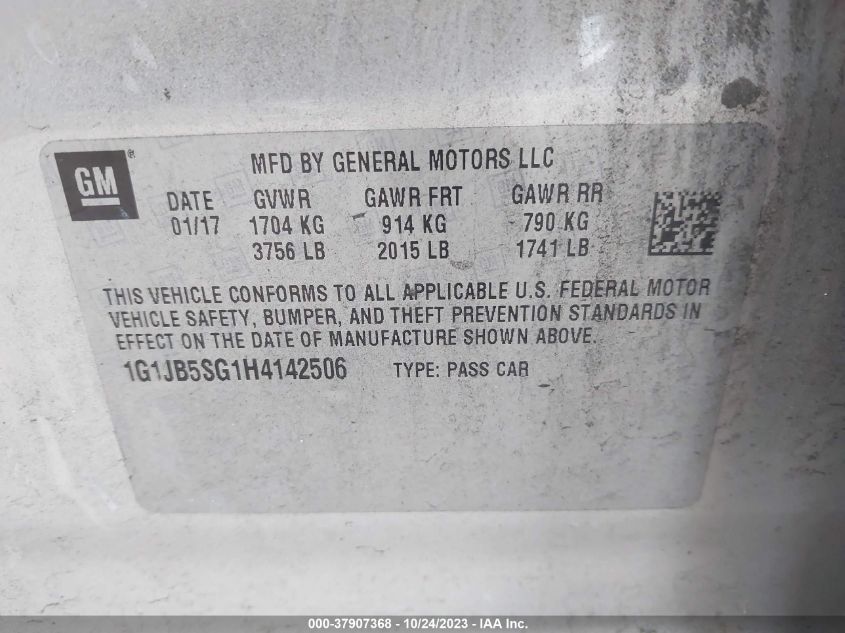 GM ®
MFD BY GENERAL MOTORS LLC
DATE GVWR GAWR FRT GAWR RR
01/17 1704 KG 914 KG 790 KG
3756 LB 2015 LB 1741 LB
THIS VEHICLE CONFORMS TO ALL APPLICABLE U.S. FEDERAL MOTOR
VEHICLE SAFETY, BUMPER, AND THEFT PREVENTION STANDARDS IN
EFFECT ON THE DATE OF MANUFACTURE SHOWN ABOVE.
1G1JB5SG1H4142506 TYPE: PASS CAR
000-37907368 - 10/24/2023 - IAA Inc.